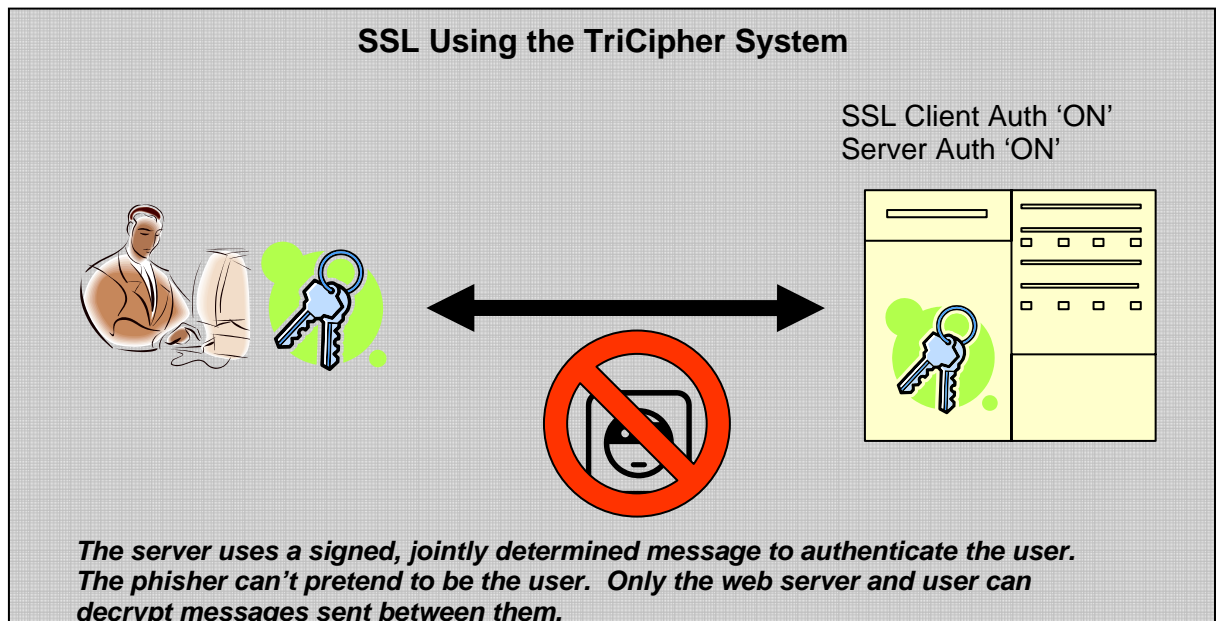 SSL Using the TriCipher System
SSL Client Auth ‘ON’
Server Auth ‘ON’
The server uses a signed, jointly determined message to authenticate the user.
The phisher can’t pretend to be the user.  Only the web server and user can
decrypt messages sent between them.